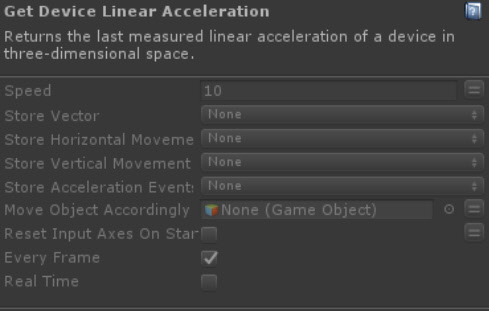 Get Device Linear Acceleration
Returns the last measured linear acceleration of a device in
three-dimensional space.
Speed 10
Store Vector None
Store Horizontal Moveme None
Store Vertical Movement None
Store Acceleration Event: None
Move Object Accordingly None (Game Object)
Reset Input Axes On Star
Every Frame
Real Time